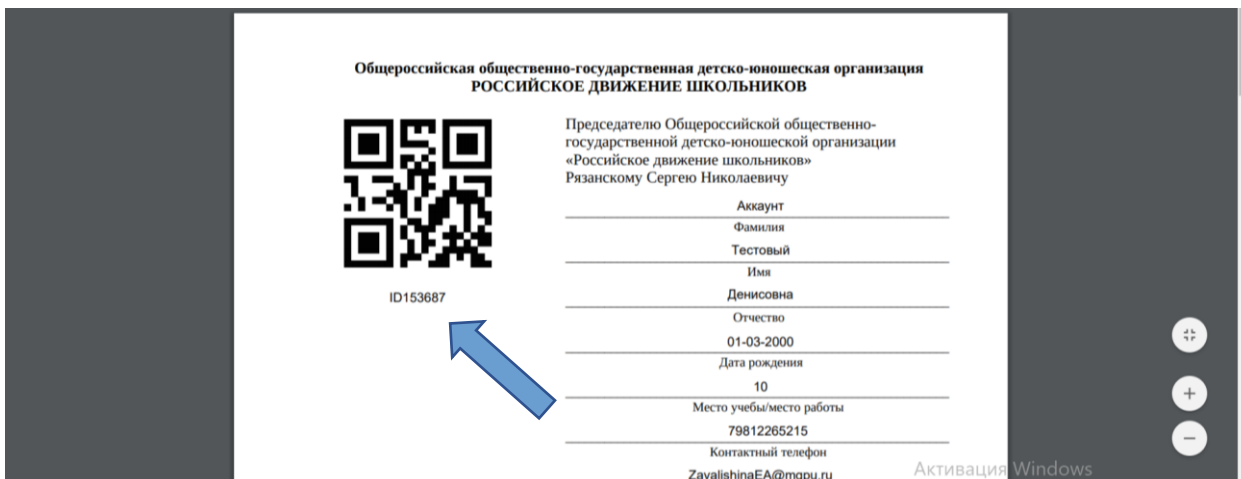 Общероссийская общественно-государственная детско-юношеская организация
РОССИЙСКОЕ ДВИЖЕНИЕ ШКОЛЬНИКОВ
Председателю Общероссийской общественно-
государственной детско-юношеской организации
«Российское движение школьников»
Рязанскому Сергею Николаевичу
Аккаунт
Фамилия
Тестовый
Имя
ID153687
Денисовна
Отчество
01-03-2000
Дата рождения
10
Место учебы/место работы
79812265215
Контактный телефон
ZavalishinaEA@mgpu.ru
Активация Windows